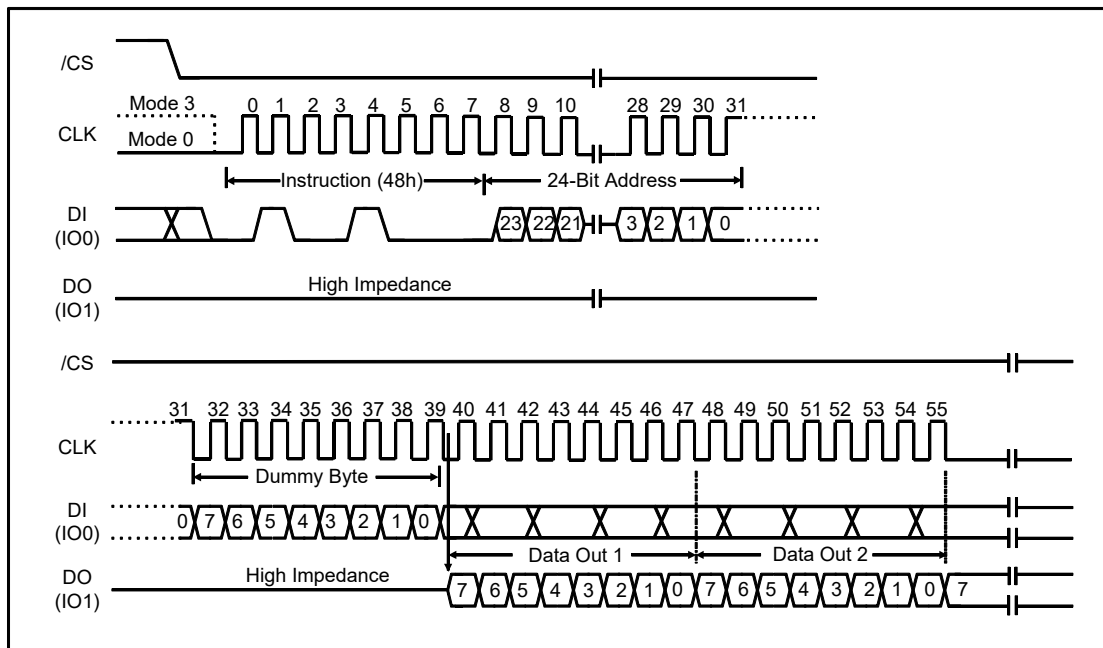 /CS
Mode 3
0 1 2 3 4 5 6 7 8 9 10 28 29 30 31
CLK
Mode 0
Instruction (48h) 24-Bit Address
DI
(IO0)
23 22 21 3 2 1 0
DO
(IO1)
High Impedance
/CS
31 32 33 34 35 36 37 38 39 40 41 42 43 44 45 46 47 48 49 50 51 52 53 54 55
CLK
Dummy Byte
DI
(IO0)
0 7 6 5 4 3 2 1 0
Data Out 1 Data Out 2
DO
(IO1)
High Impedance
7 6 5 4 3 2 1 0 7 6 5 4 3 2 1 0 7